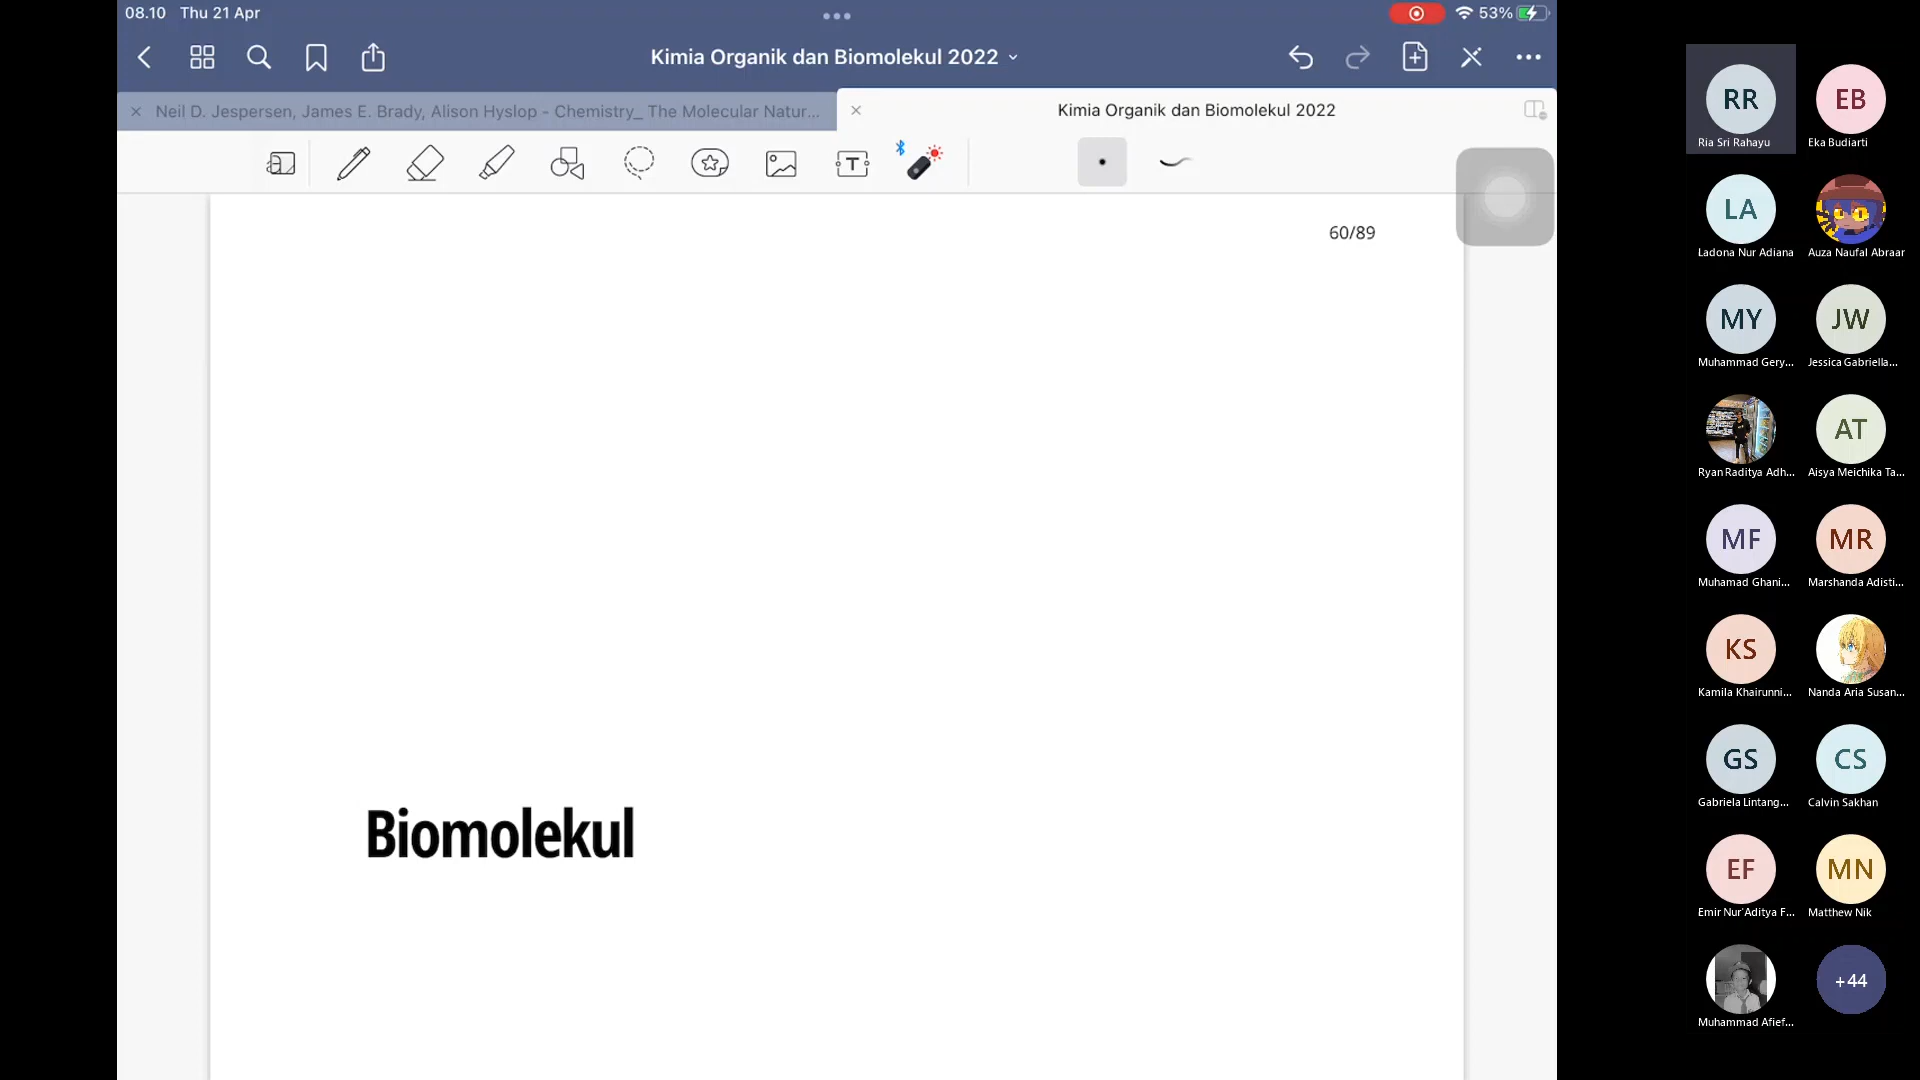 08.10 Thu 21 Apr
53%
Kimia Organik dan Biomolekul 2022
Neil D. Jespersen, James E. Brady, Alison Hyslop - Chemistry_ The Molecular Natur...
Kimia Organik dan Biomolekul 2022
T
60/89
Biomolekul
RR
Ria Sri Rahayu
EB
Eka Budiarti
LA
Ladona Nur Adiana
Auza Naufal Abraar
MY
Muhammad Gery...
JW
Jessica Gabriella...
Ryan Raditya Adh...
AT
Aisya Meichika Ta...
MF
Muhamad Ghani...
MR
Marshanda Adisti...
KS
Kamila Khairunni...
Nanda Aria Susan...
GS
Gabriela Lintang...
CS
Calvin Sakhan
EF
Emir Nur'Aditya F...
MN
Matthew Nik
Muhammad Afief...
+44